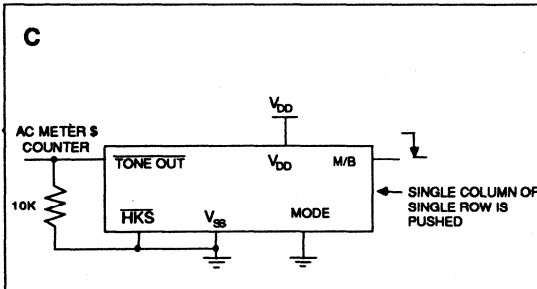 C
V_DD
AC METER $
COUNTER
TONE OUT
V_DD
M/B
10K
HKS
V_SS
MODE
SINGLE COLUMN OF
SINGLE ROW IS
PUSHED